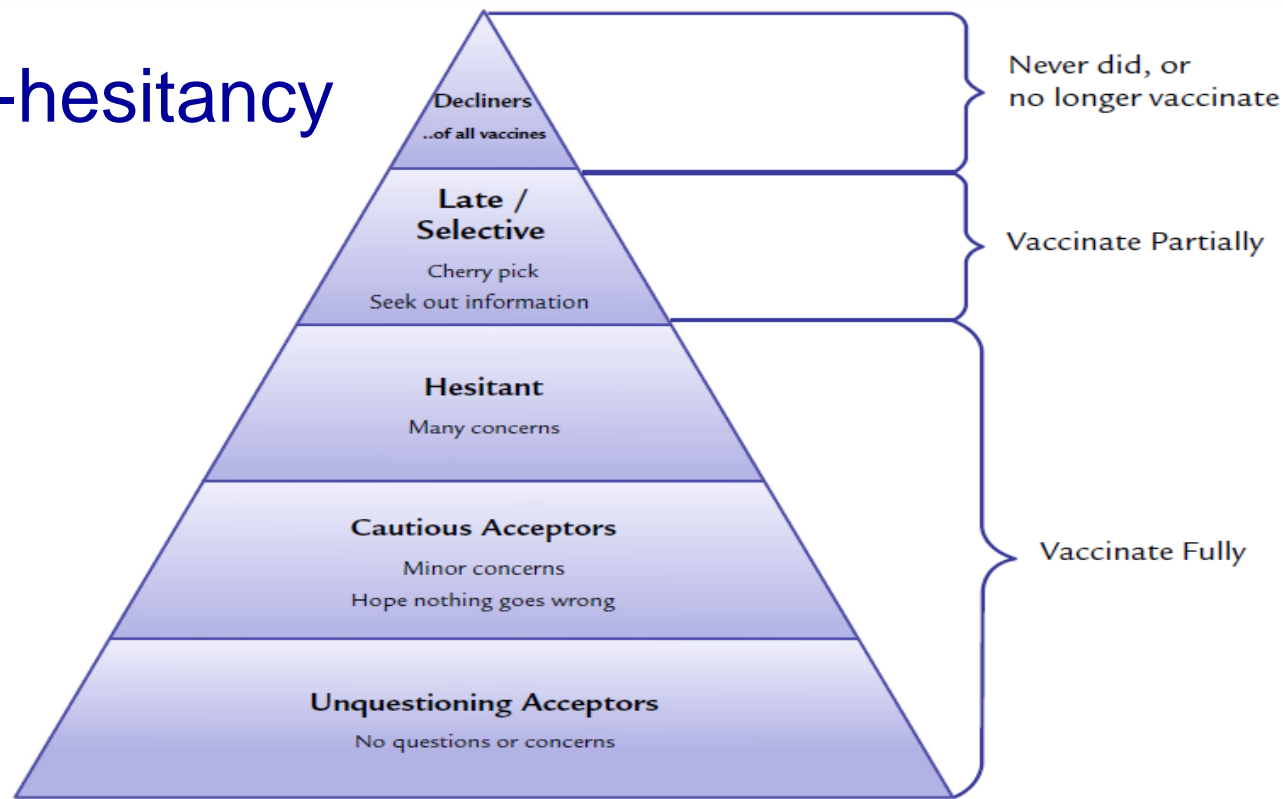 -hesitancy
Decliners
..of all vaccines
Late /
Selective
Cherry pick
Seek out information
Hesitant
Many concerns
Cautious Acceptors
Minor concerns
Hope nothing goes wrong
Unquestioning Acceptors
No questions or concerns
Never did, or
no longer vaccinate
Vaccinate Partially
Vaccinate Fully